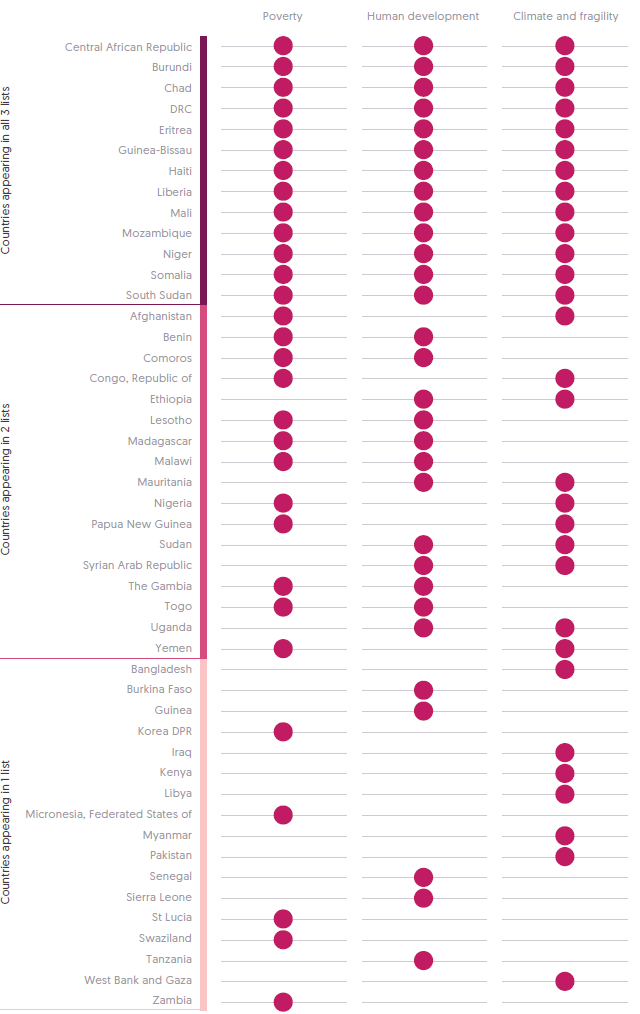 Poverty Human development Climate and fragility
Countries appearing in all 3 lists
Central African Republic
Burundi
Chad
DRC
Eritrea
Guinea-Bissau
Haiti
Liberia
Mali
Mozambique
Niger
Somalia
South Sudan
Countries appearing in 2 lists
Afghanistan
Benin
Comoros
Congo, Republic of
Ethiopia
Lesotho
Madagascar
Malawi
Mauritania
Nigeria
Papua New Guinea
Sudan
Syrian Arab Republic
The Gambia
Togo
Uganda
Yemen
Countries appearing in 1 list
Bangladesh
Burkina Faso
Guinea
Korea DPR
Iraq
Kenya
Libya
Micronesia, Federated States of
Myanmar
Pakistan
Senegal
Sierra Leone
St Lucia
Swaziland
Tanzania
West Bank and Gaza
Zambia